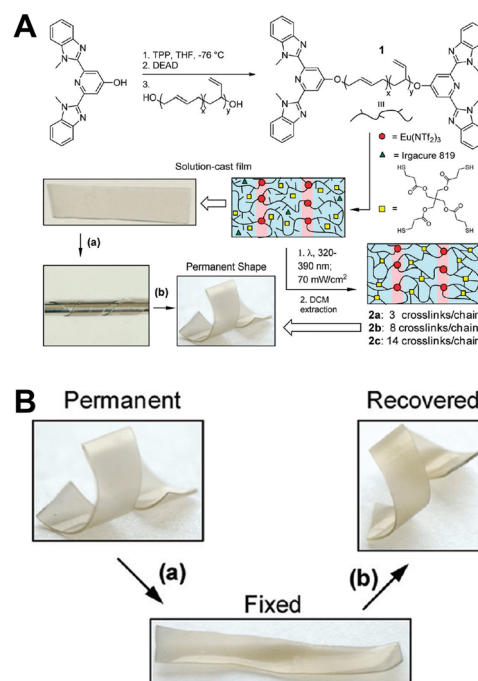 A
N
N
N
OH
N
N
1. TPP, THF, -76 °C
2. DEAD
3.
HO
x
y
OH
1
N
N
N
N
N
O
x
y
O
N
N
N
N
N
III
= Eu(NTf₂)₃
= Irgacure 819
=
HS
SH
O
O
O
O
O
O
O
O
HS
SH
Solution-cast film
(a)
(b)
Permanent Shape
1. λ, 320-
390 nm;
70 mW/cm²
2. DCM
extraction
2a: 3 crosslinks/chain
2b: 8 crosslinks/chain
2c: 14 crosslinks/chain
B
Permanent
Recovered
(a)
(b)
Fixed